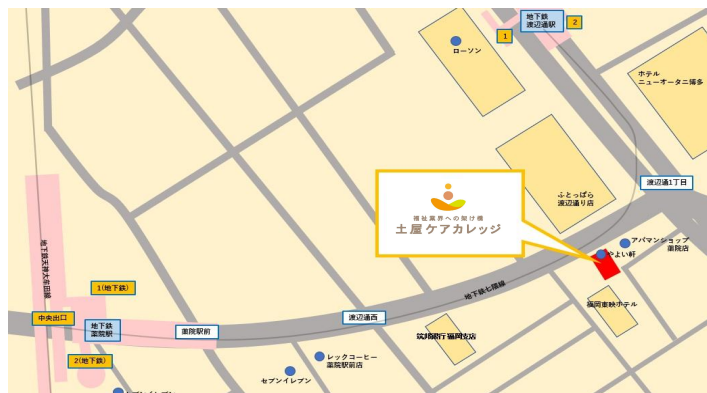 地下鉄
渡辺通駅
1
2
ローソン
ホテル
ニューオータニ博多
渡辺通1丁目
ふとっぱら
渡辺通り店
福祉業界への架け橋
土屋ケアカレッジ
アパマンショップ
薬院店
やよい軒
地下鉄天神大牟田線
1(地下鉄)
地下鉄七隈線
福岡東映ホテル
中央出口
地下鉄
薬院駅
薬院駅前
渡辺通西
筑邦銀行 福岡支店
2(地下鉄)
レックコーヒー
薬院駅前店
セブンイレブン